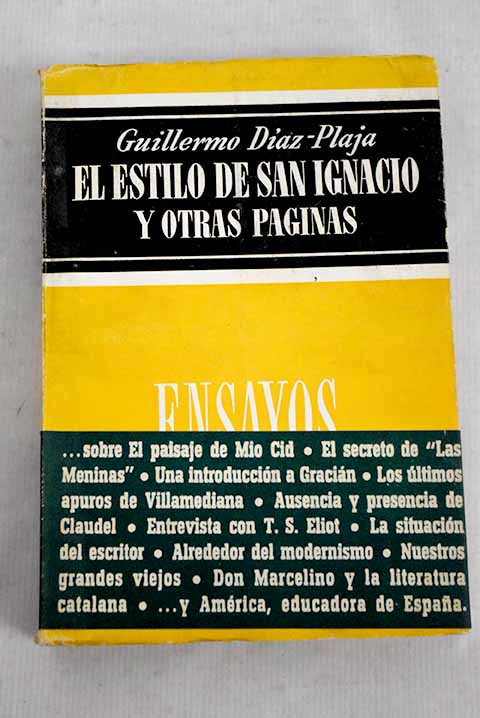 Guillermo Díaz-Plaja
EL ESTILO DE SAN IGNACIO
Y OTRAS PAGINAS
ENSAYOS
...sobre El paisaje de Mio Cid • El secreto de "Las
Meninas" • Una introducción a Gracián • Los últimos
apuros de Villamediana • Ausencia y presencia de
Claudel • Entrevista con T. S. Eliot • La situación
del escritor • Alrededor del modernismo • Nuestros
grandes viejos • Don Marcelino y la literatura
catalana • ...y América, educadora de España.